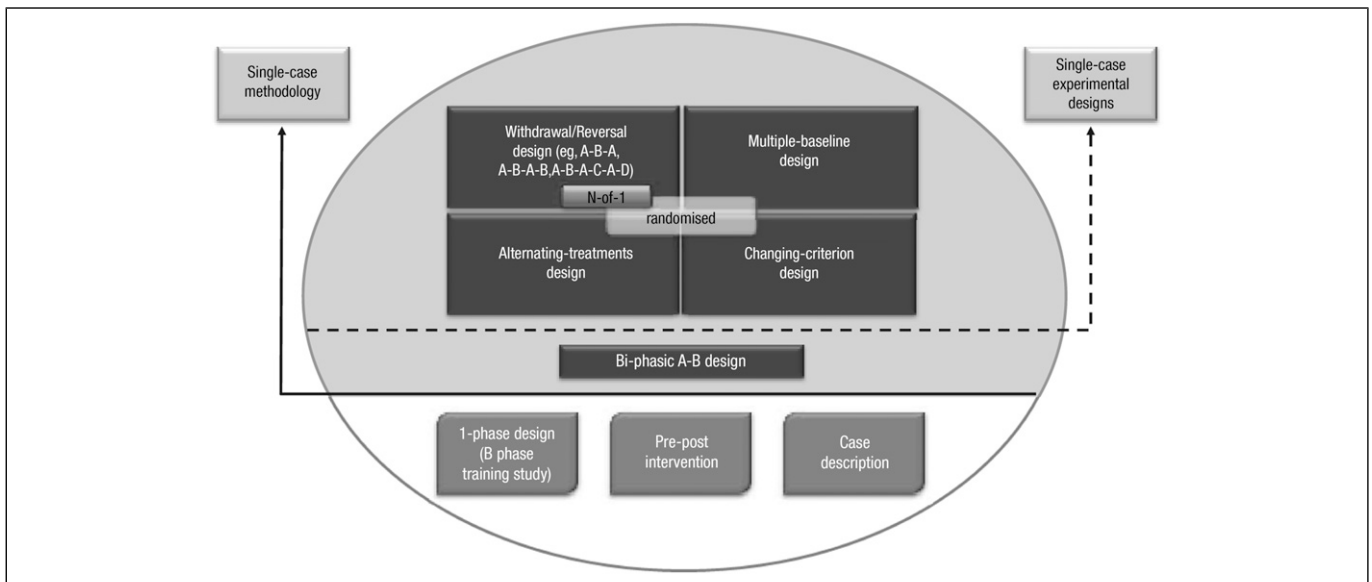 Single-case
methodology
Single-case
experimental
designs
Withdrawal/Reversal
design (eg, A-B-A,
A-B-A-B,A-B-A-C-A-D)
Multiple-baseline
design
N-of-1
randomised
Alternating-treatments
design
Changing-criterion
design
Bi-phasic A-B design
1-phase design
(B phase
training study)
Pre-post
intervention
Case
description